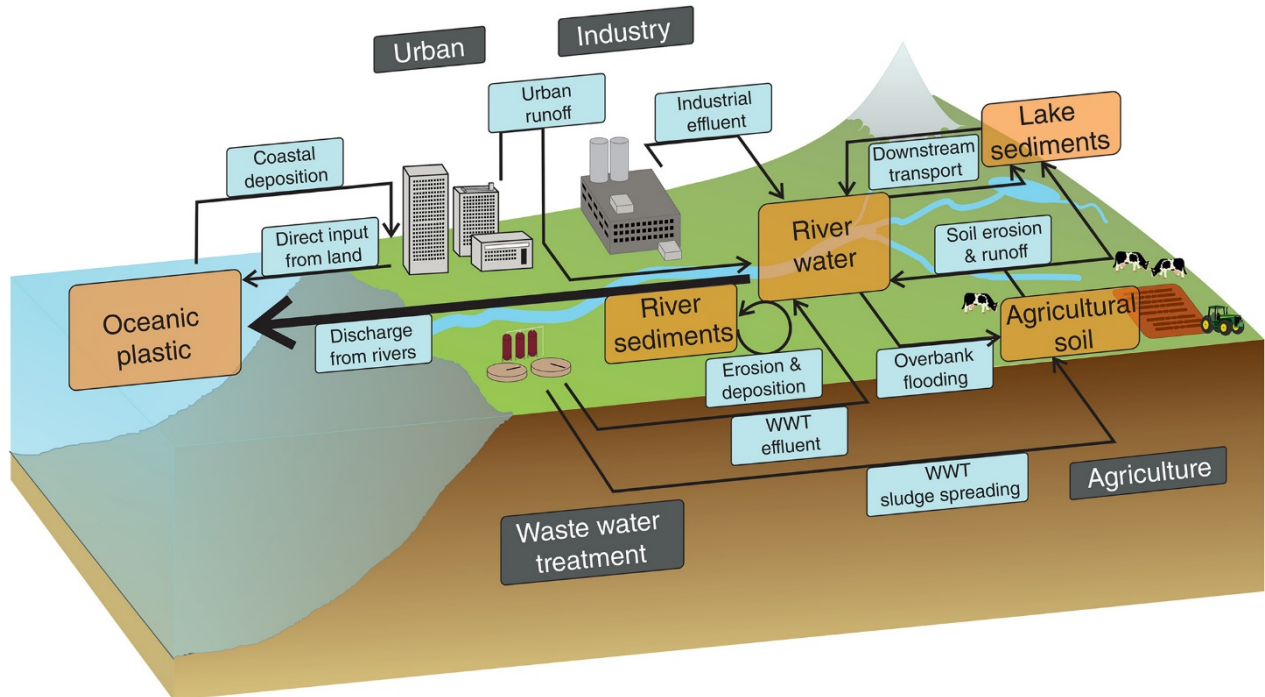 Urban
Industry
Urban
runoff
Industrial
effluent
Lake
sediments
Coastal
deposition
Downstream
transport
Direct input
from land
River
water
Soil erosion
& runoff
Oceanic
plastic
Discharge
from rivers
River
sediments
Agricultural
soil
Erosion &
deposition
Overbank
flooding
WWT
effluent
WWT
sludge spreading
Agriculture
Waste water
treatment